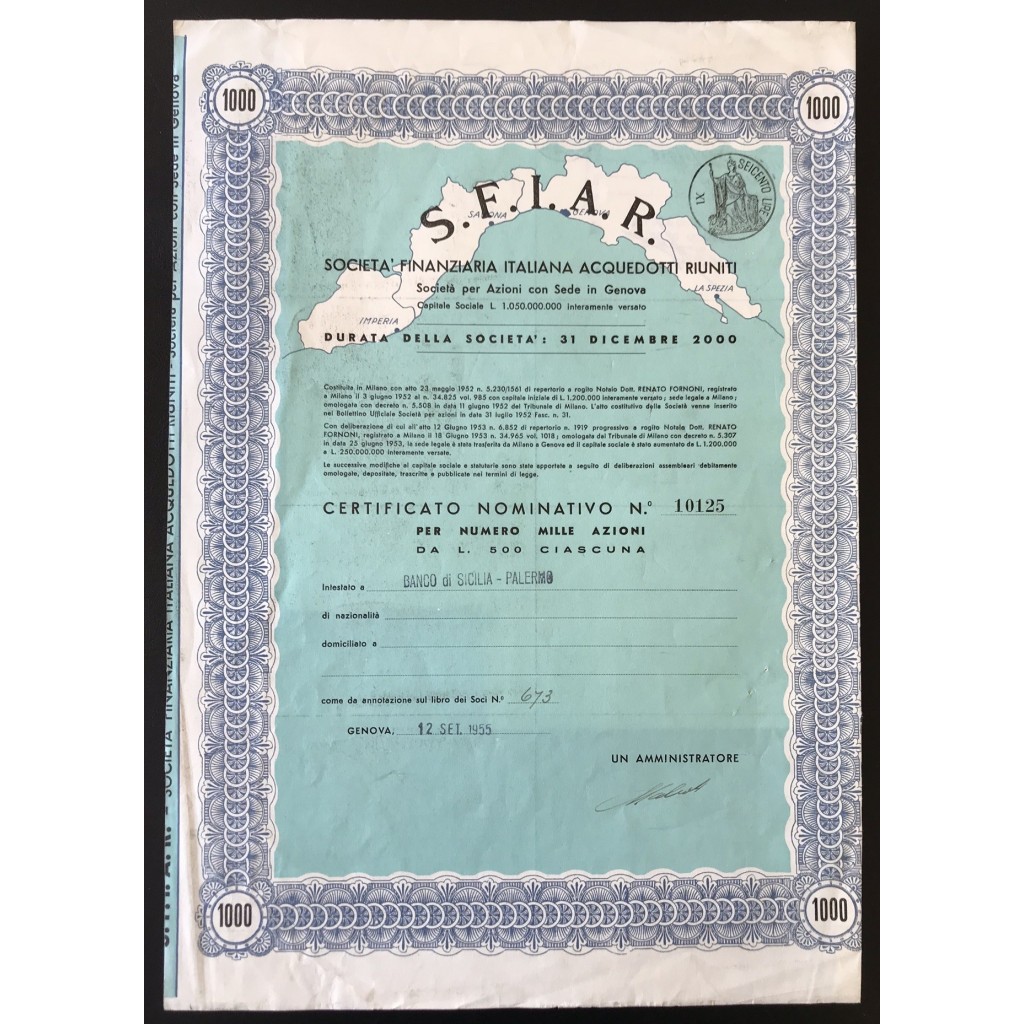 1000
1000
SEICENTO LIRE
IX
S.F.I.A.R.
SAVONA
GENOVA
SOCIETA' FINANZIARIA ITALIANA ACQUEDOTTI RIUNITI
Società per Azioni con Sede in Genova
LA SPEZIA
Capitale Sociale L. 1.050.000.000 interamente versato
IMPERIA
DURATA DELLA SOCIETA': 31 DICEMBRE 2000
Costituita in Milano con atto 23 maggio 1952 n. 5.230/1561 di repertorio a rogito Notaio Dott. RENATO FORNONI, registrato
a Milano il 3 giugno 1952 al n. 34.825 vol. 985 con capitale iniziale di L. 1.200.000 interamente versato; sede legale a Milano;
omologata con decreto n. 5.508 in data 11 giugno 1952 del Tribunale di Milano. L'atto costitutivo della Società venne inserito
nel Bollettino Ufficiale Società per azioni in data 31 luglio 1952 Fasc. n. 31.
Con deliberazione di cui all'atto 12 Giugno 1953 n. 6.852 di repertorio n. 1919 progressivo a rogito Notaio Dott. RENATO
FORNONI, registrato a Milano il 18 Giugno 1953 n. 34.965 vol. 1018; omologata dal Tribunale di Milano con decreto n. 5.307
in data 25 giugno 1953, la sede legale è stata trasferita da Milano a Genova ed il capitale sociale è stato aumentato da L. 1.200.000
a L. 250.000.000 interamente versato.
Le successive modifiche al capitale sociale e statutarie sono state apportate a seguito di deliberazioni assembleari debitamente
omologate, depositate, trascritte e pubblicate nei termini di legge.
CERTIFICATO NOMINATIVO N.° 10125
PER NUMERO MILLE AZIONI
DA L. 500 CIASCUNA
Intestato a BANCO di SICILIA - PALERMO
di nazionalità
domiciliato a
come da annotazione sul libro dei Soci N.° 673
GENOVA, 12 SET. 1955
UN AMMINISTRATORE
1000
1000
S.F.I.A.R. - SOCIETÀ FINANZIARIA ITALIANA ACQUEDOTTI RIUNITI - Società per Azioni con Sede in Genova